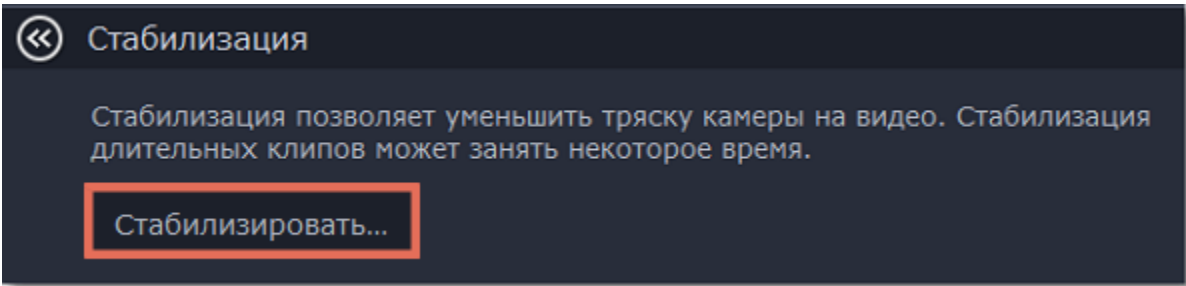 Стабилизация
Стабилизация позволяет уменьшить тряску камеры на видео. Стабилизация
длительных клипов может занять некоторое время.
Стабилизировать...